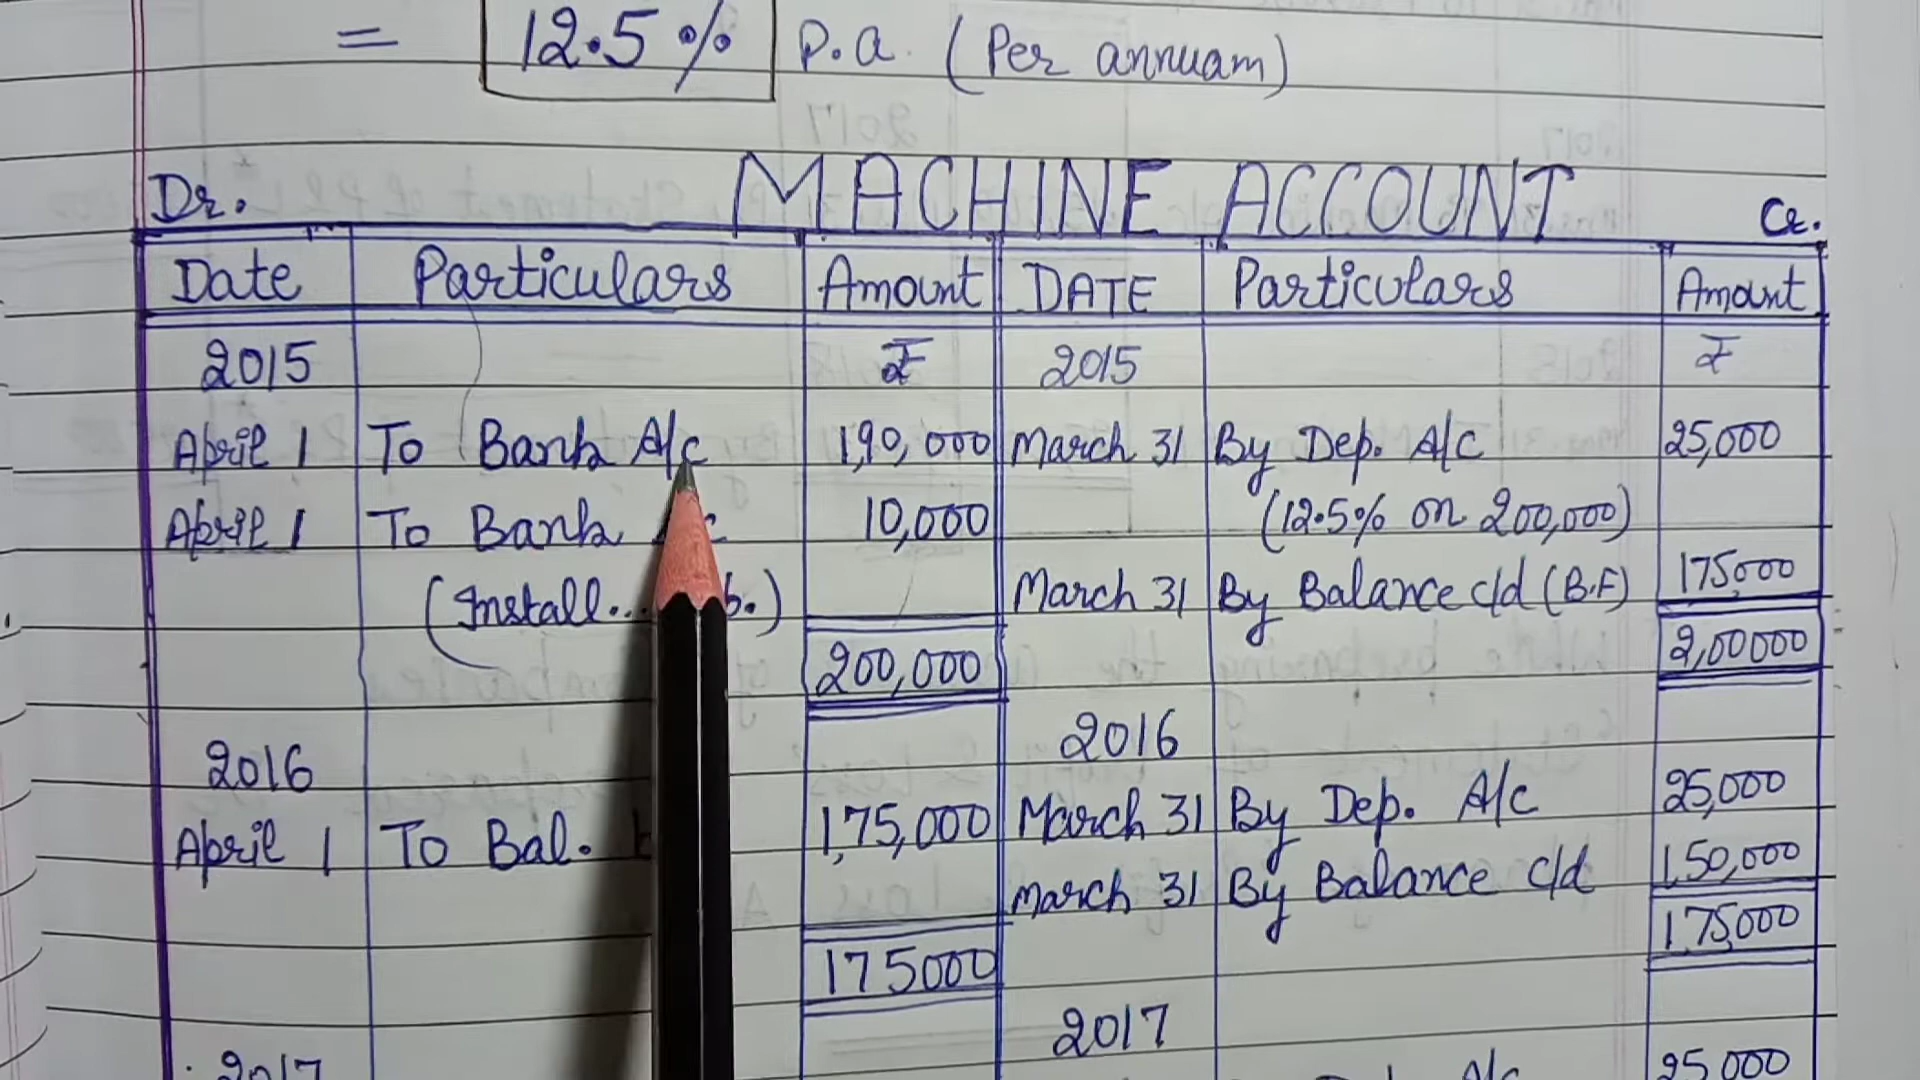 = 12.5% P.a. (Per annuam)
Dr. MACHINE ACCOUNT Cr.
Date Particulars Amount DATE Particulars Amount
2015 ₹ 2015 ₹
April 1 To Bank A/c 1,90,000 March 31 By Dep. A/c 25,000
April 1 To Bank 10,000 (12.5% on 200,000)
(Install... b.) March 31 By Balance c/d (B.F) 175,000
200,000 2,00000
2016 2016
April 1 To Bal. 1,75,000 March 31 By Dep. A/c 25,000
March 31 By Balance c/d 1,50,000
175000 1,75000
2017 2017
A/c 25,000